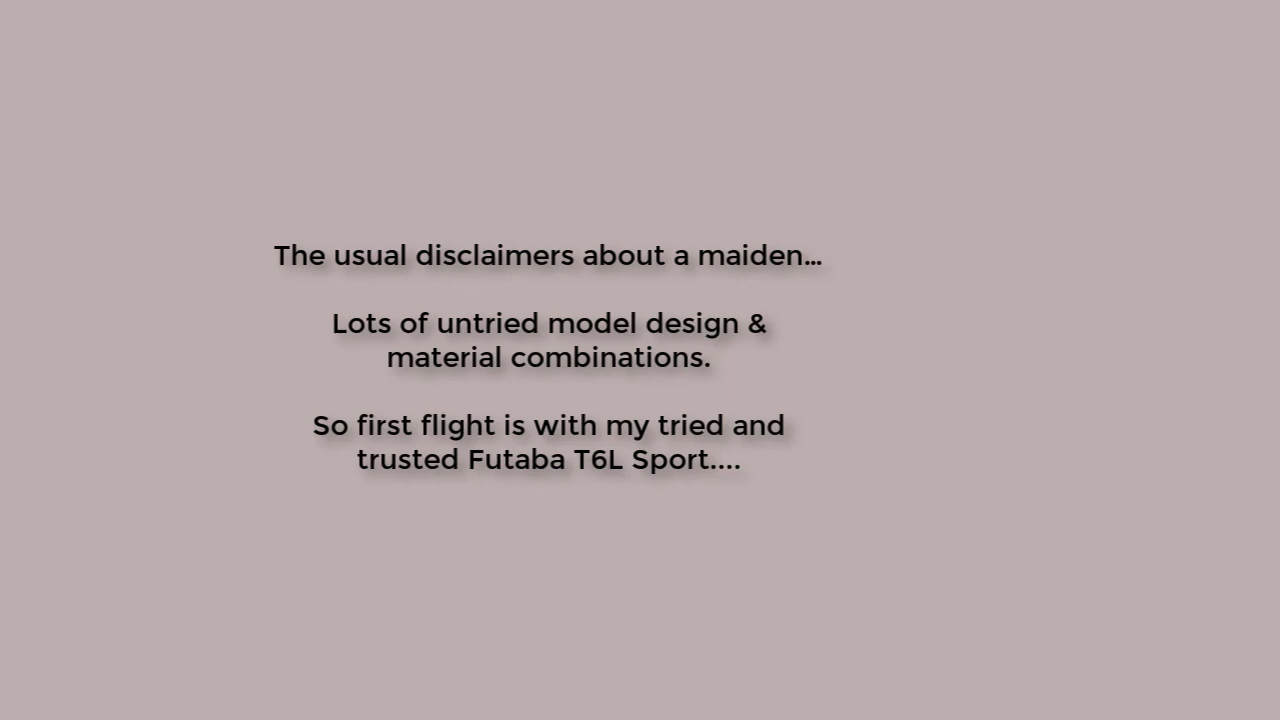 The usual disclaimers about a maiden...
Lots of untried model design &
material combinations.
So first flight is with my tried and
trusted Futaba T6L Sport....